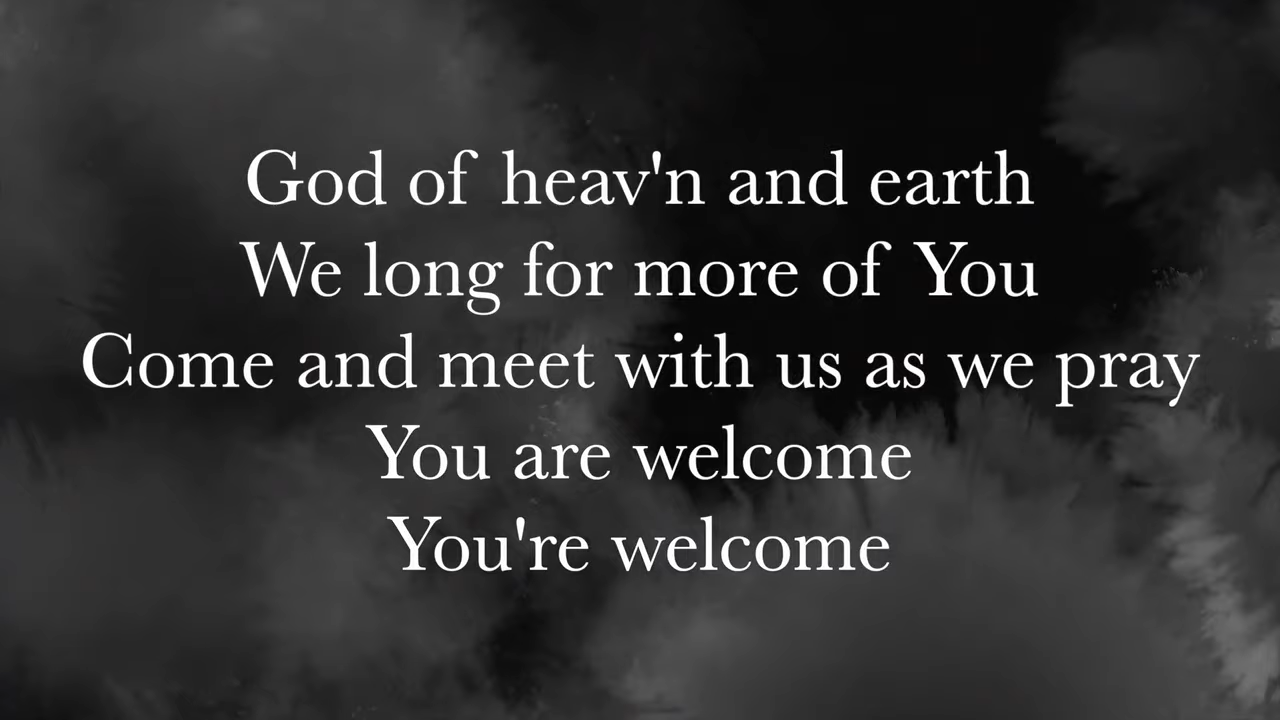 God of heav'n and earth
We long for more of You
Come and meet with us as we pray
You are welcome
You're welcome